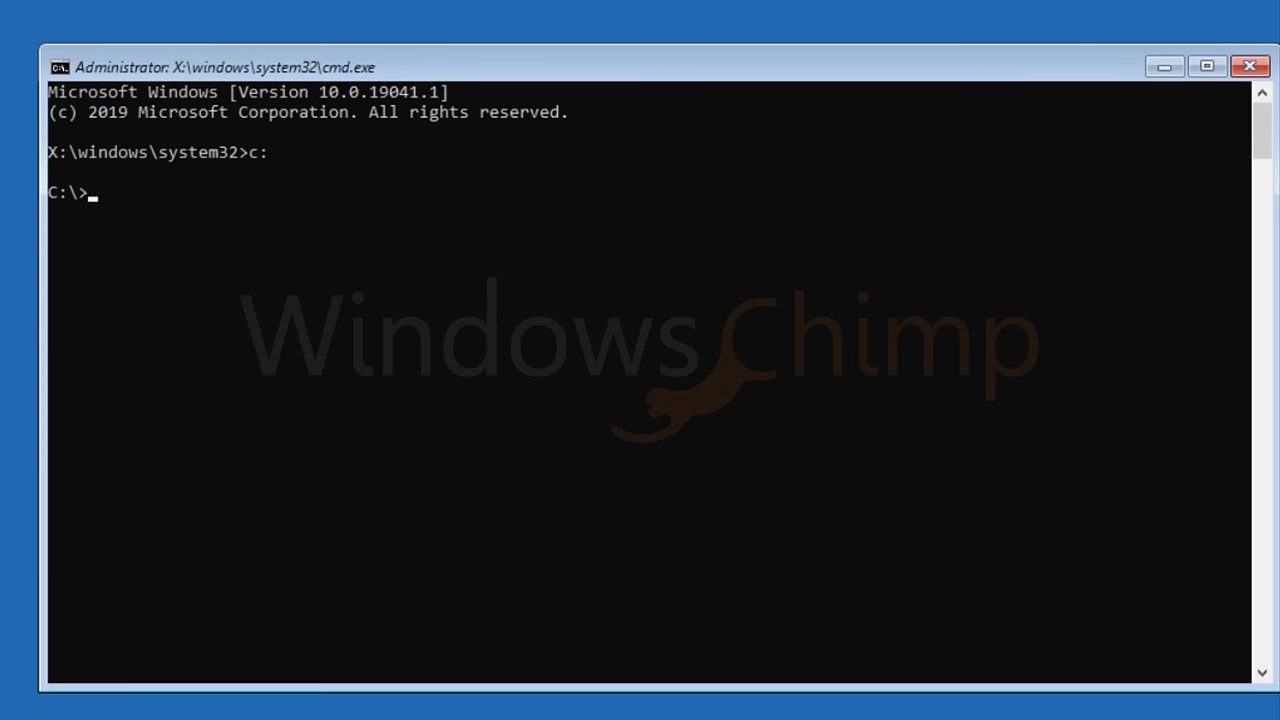 Administrator: X:\windows\system32\cmd.exe
Microsoft Windows [Version 10.0.19041.1]
(c) 2019 Microsoft Corporation. All rights reserved.
X:\windows\system32>c:
C:\>
WindowsChimp